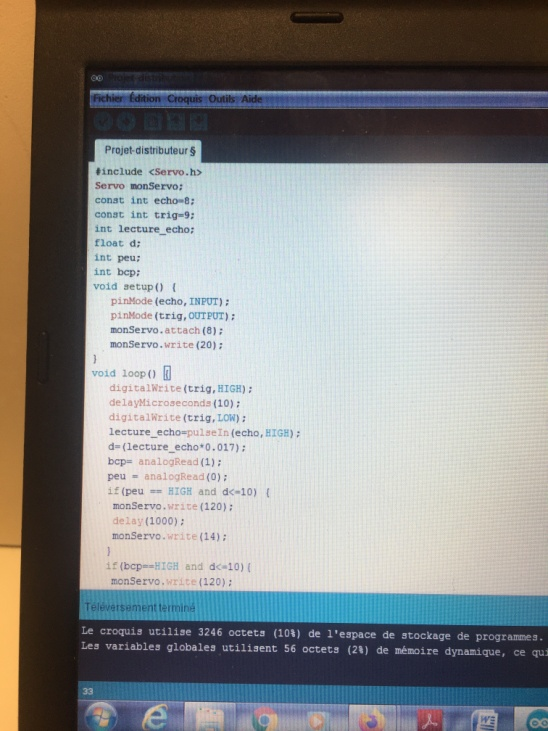 Projet-distributeur
Fichier Édition Croquis Outils Aide
Projet-distributeur §
#include <Servo.h>
Servo monServo;
const int echo=8;
const int trig=9;
int lecture_echo;
float d;
int peu;
int bcp;
void setup() {
pinMode(echo,INPUT);
pinMode(trig,OUTPUT);
monServo.attach(8);
monServo.write(20);
}
void loop() {
digitalWrite(trig,HIGH);
delayMicroseconds(10);
digitalWrite(trig,LOW);
lecture_echo=pulseIn(echo,HIGH);
d=(lecture_echo*0.017);
bcp= analogRead(1);
peu = analogRead(0);
if(peu == HIGH and d<=10) {
monServo.write(120);
delay(1000);
monServo.write(14);
}
if(bcp==HIGH and d<=10){
monServo.write(120);
Téléversement terminé
Le croquis utilise 3246 octets (10%) de l'espace de stockage de programmes.
Les variables globales utilisent 56 octets (2%) de mémoire dynamique, ce qui
33